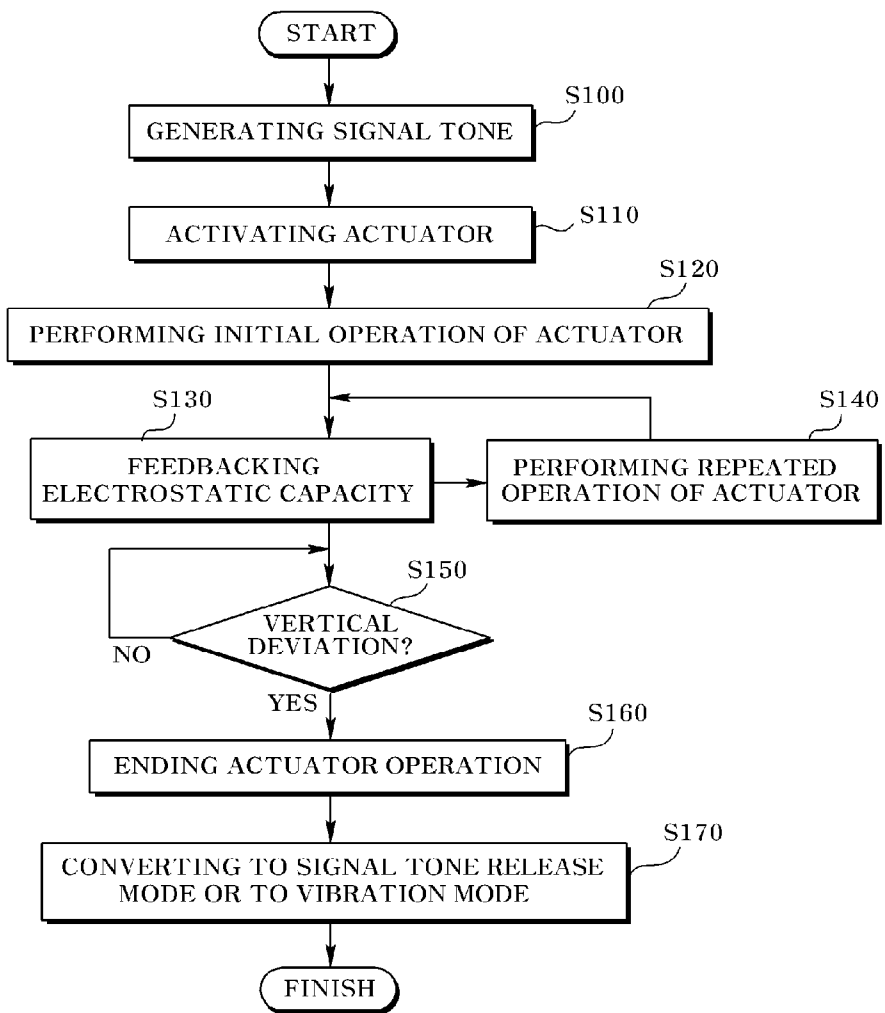 START
S100
GENERATING SIGNAL TONE
S110
ACTIVATING ACTUATOR
S120
PERFORMING INITIAL OPERATION OF ACTUATOR
S130
FEEDBACKING
ELECTROSTATIC CAPACITY
S140
PERFORMING REPEATED
OPERATION OF ACTUATOR
S150
VERTICAL
DEVIATION?
NO
YES
S160
ENDING ACTUATOR OPERATION
S170
CONVERTING TO SIGNAL TONE RELEASE
MODE OR TO VIBRATION MODE
FINISH